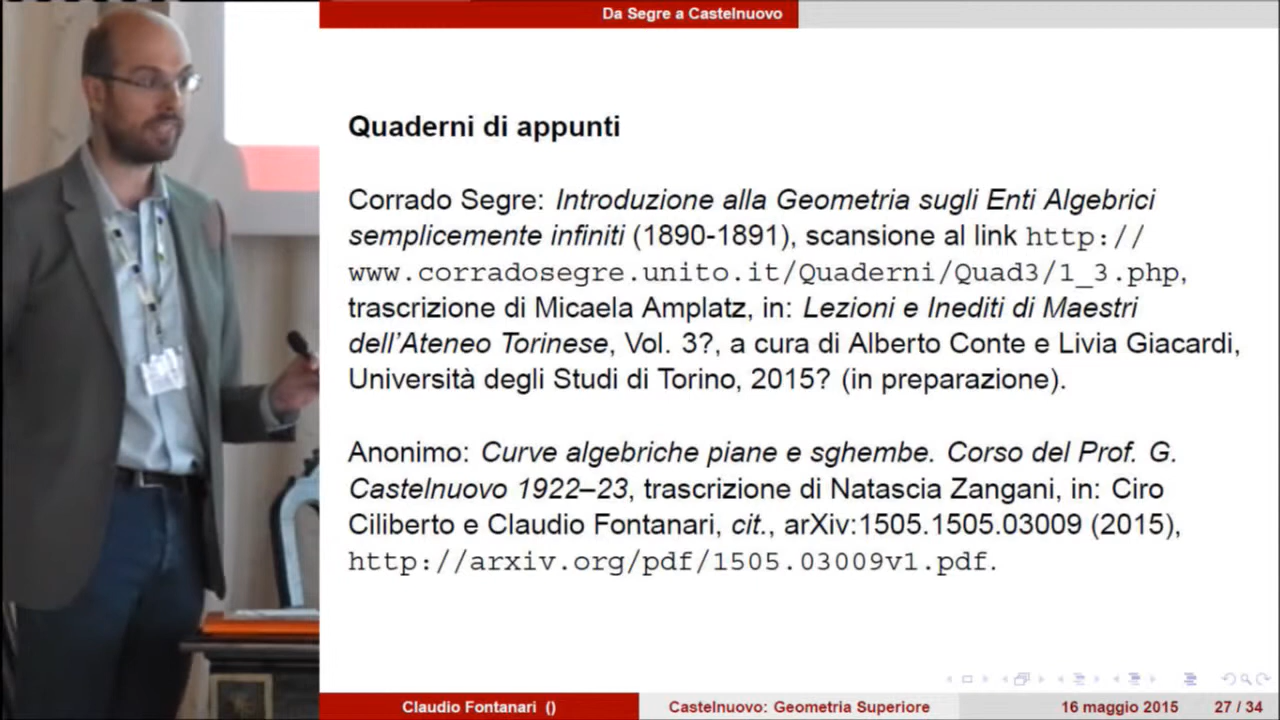 Da Segre a Castelnuovo
Quaderni di appunti
Corrado Segre: Introduzione alla Geometria sugli Enti Algebrici
semplicemente infiniti (1890-1891), scansione al link http://
www.corradosegre.unito.it/Quaderni/Quad3/1_3.php,
trascrizione di Micaela Amplatz, in: Lezioni e Inediti di Maestri
dell'Ateneo Torinese, Vol. 3?, a cura di Alberto Conte e Livia Giacardi,
Università degli Studi di Torino, 2015? (in preparazione).
Anonimo: Curve algebriche piane e sghembe. Corso del Prof. G.
Castelnuovo 1922–23, trascrizione di Natascia Zangani, in: Ciro
Ciliberto e Claudio Fontanari, cit., arXiv:1505.1505.03009 (2015),
http://arxiv.org/pdf/1505.03009v1.pdf.
Claudio Fontanari ()
Castelnuovo: Geometria Superiore
16 maggio 2015
27 / 34